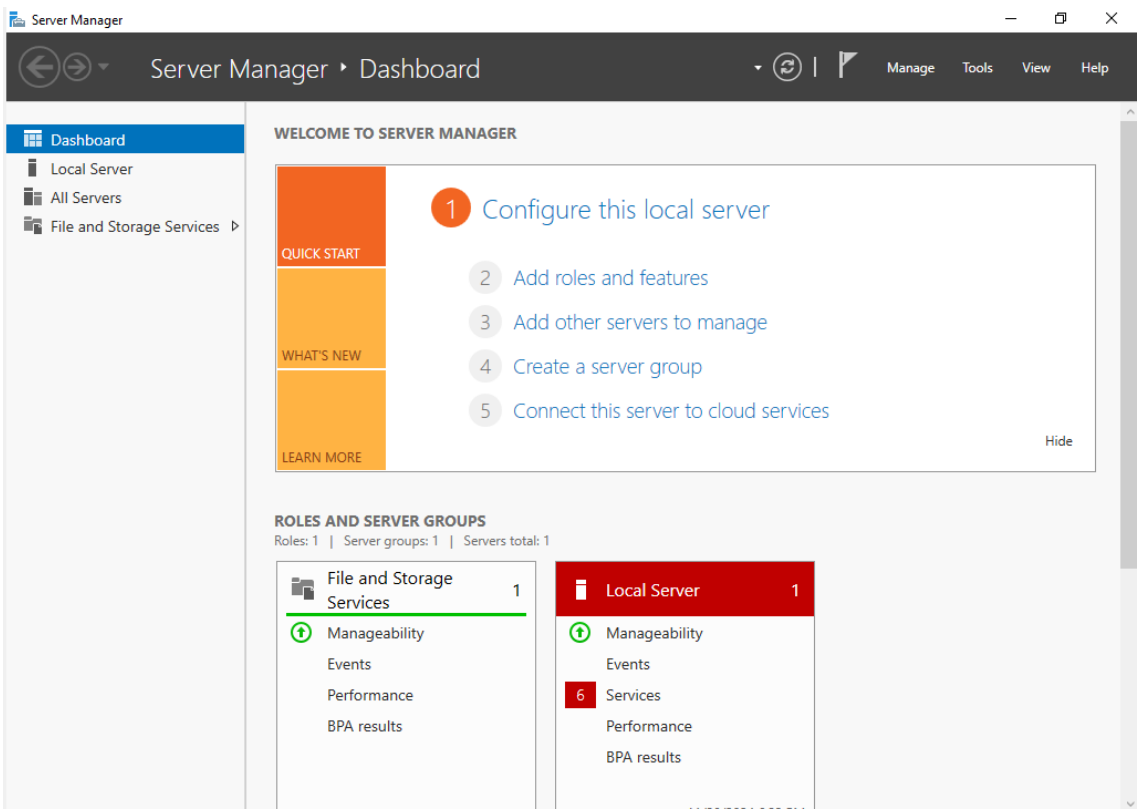 Server Manager
Server Manager ‣ Dashboard
Manage Tools View Help
Dashboard
Local Server
All Servers
File and Storage Services
WELCOME TO SERVER MANAGER
QUICK START
WHAT'S NEW
LEARN MORE
1 Configure this local server
2 Add roles and features
3 Add other servers to manage
4 Create a server group
5 Connect this server to cloud services
Hide
ROLES AND SERVER GROUPS
Roles: 1 | Server groups: 1 | Servers total: 1
File and Storage
Services
1
Manageability
Events
Performance
BPA results
Local Server 1
Manageability
Events
6 Services
Performance
BPA results